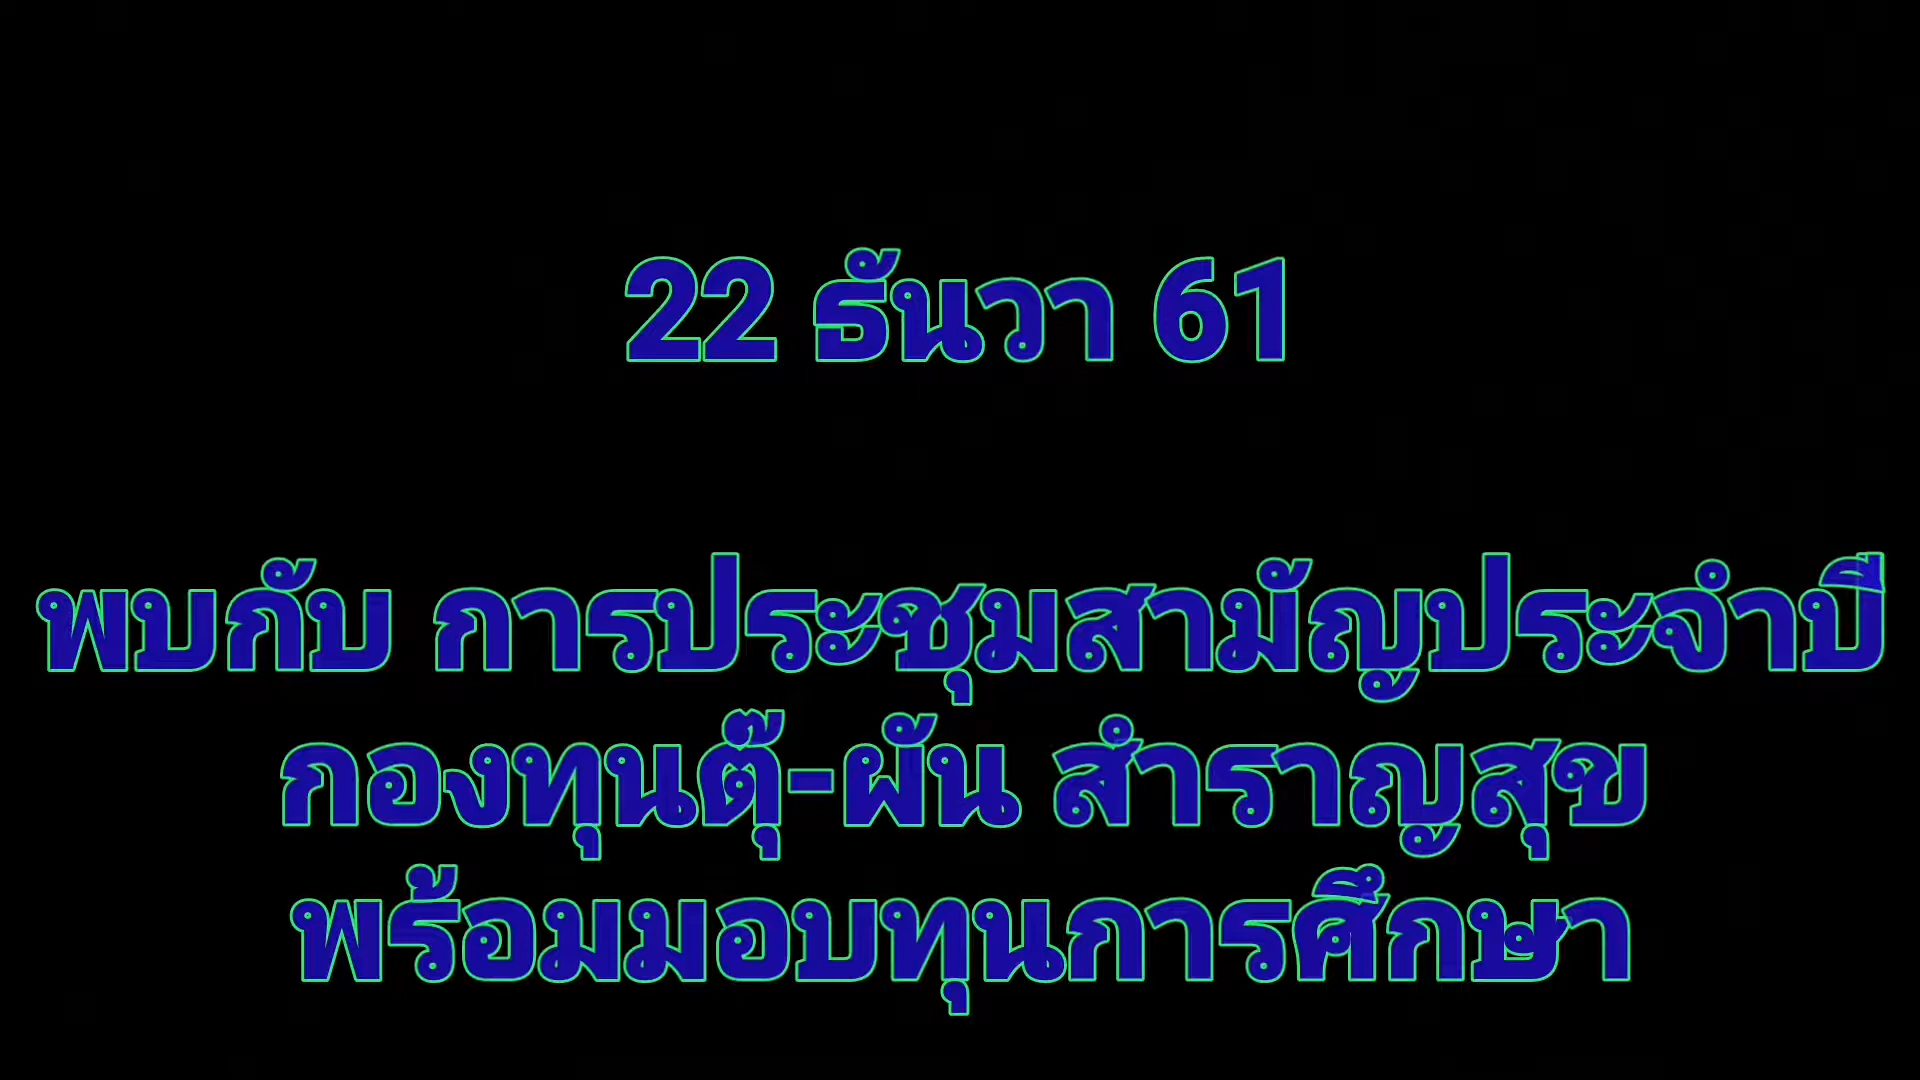 22 ธันวา 61
พบกับ การประชุมสามัญประจำปี
กองทุนตุ๊-ผัน สำราญสุข
พร้อมมอบทุนการศึกษา